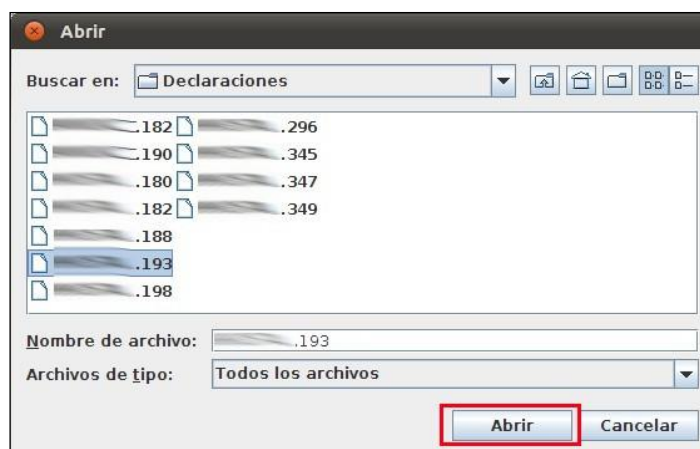 Abrir
Buscar en: Declaraciones
.182 .296
.190 .345
.180 .347
.182 .349
.188
.193
.198
Nombre de archivo: .193
Archivos de tipo: Todos los archivos
Abrir Cancelar